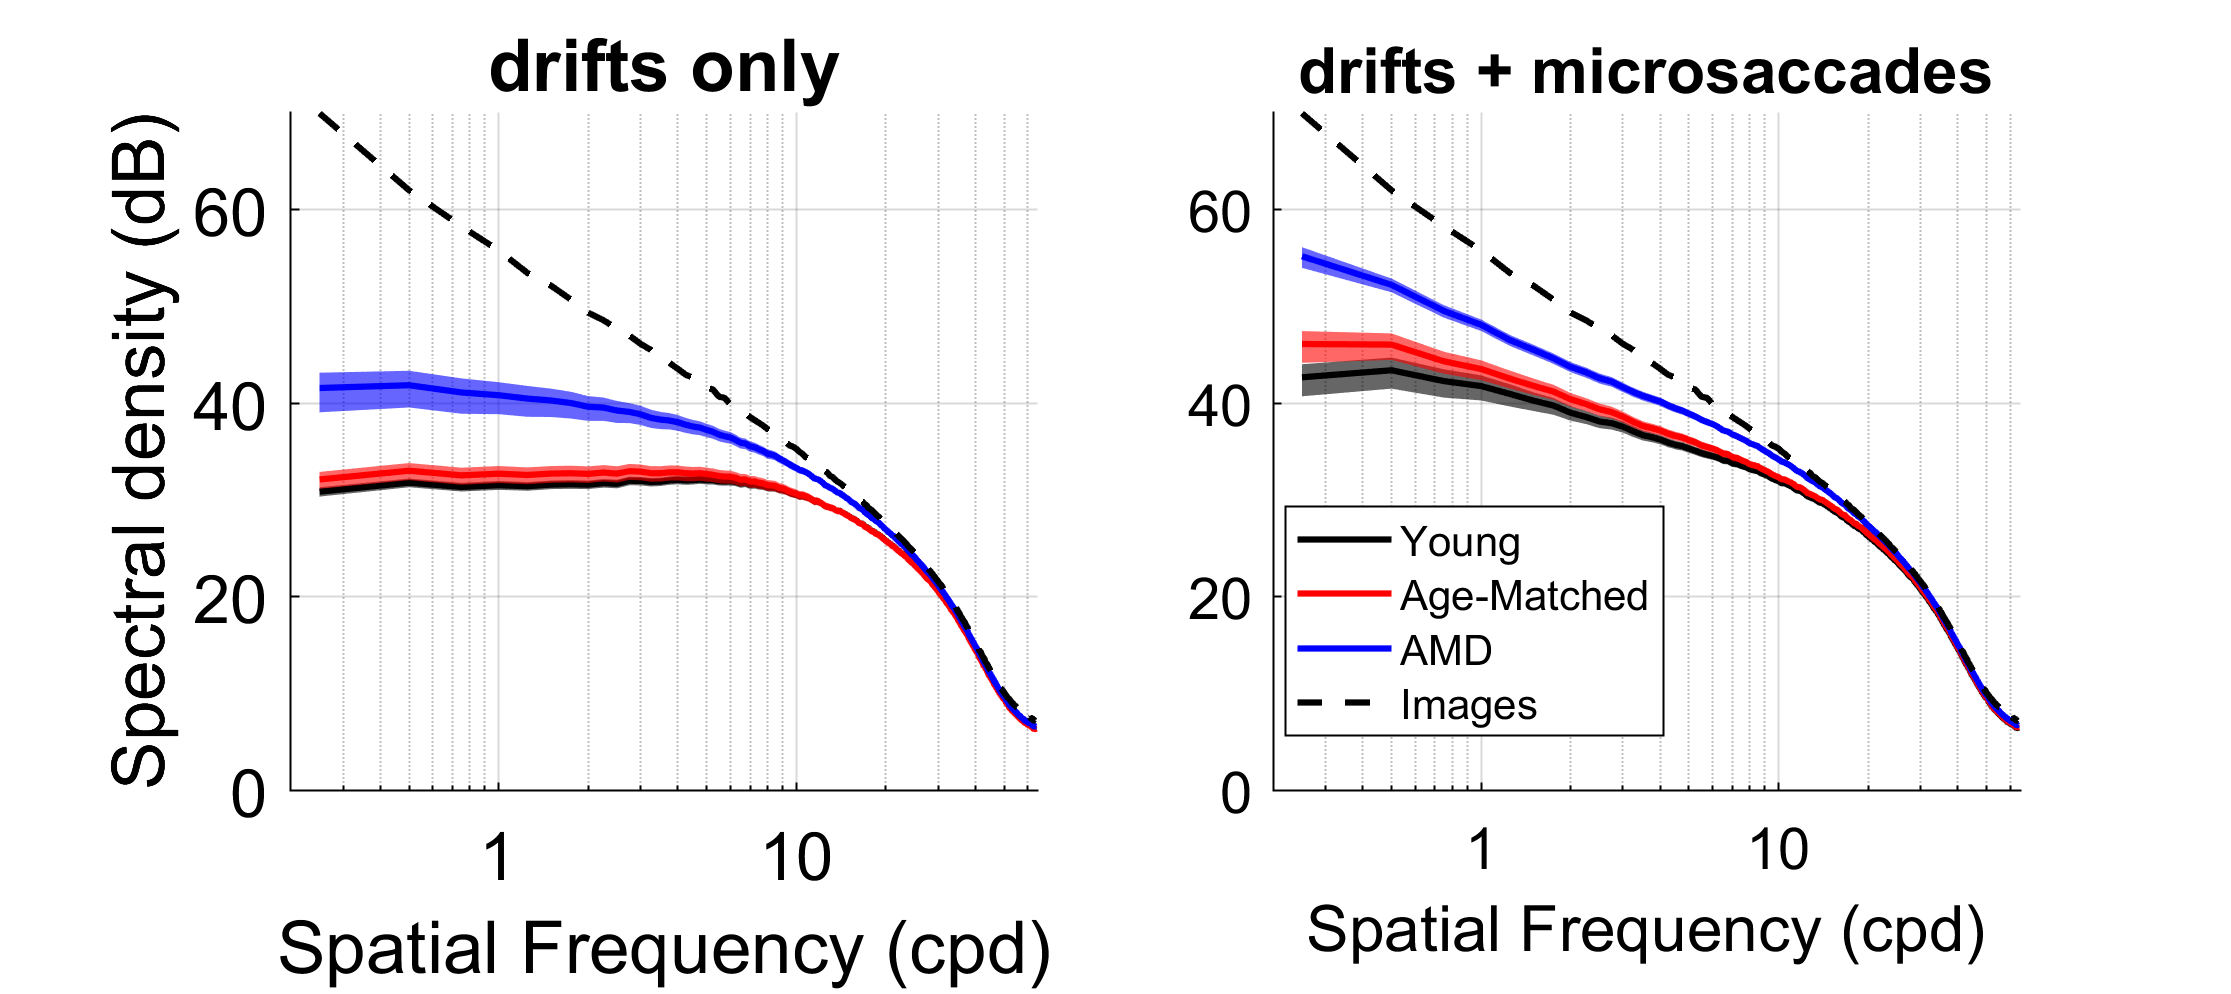 drifts only
Spectral density (dB)
60
40
20
0
1
10
Spatial Frequency (cpd)
drifts + microsaccades
60
40
20
0
Young
Age-Matched
AMD
Images
1
10
Spatial Frequency (cpd)